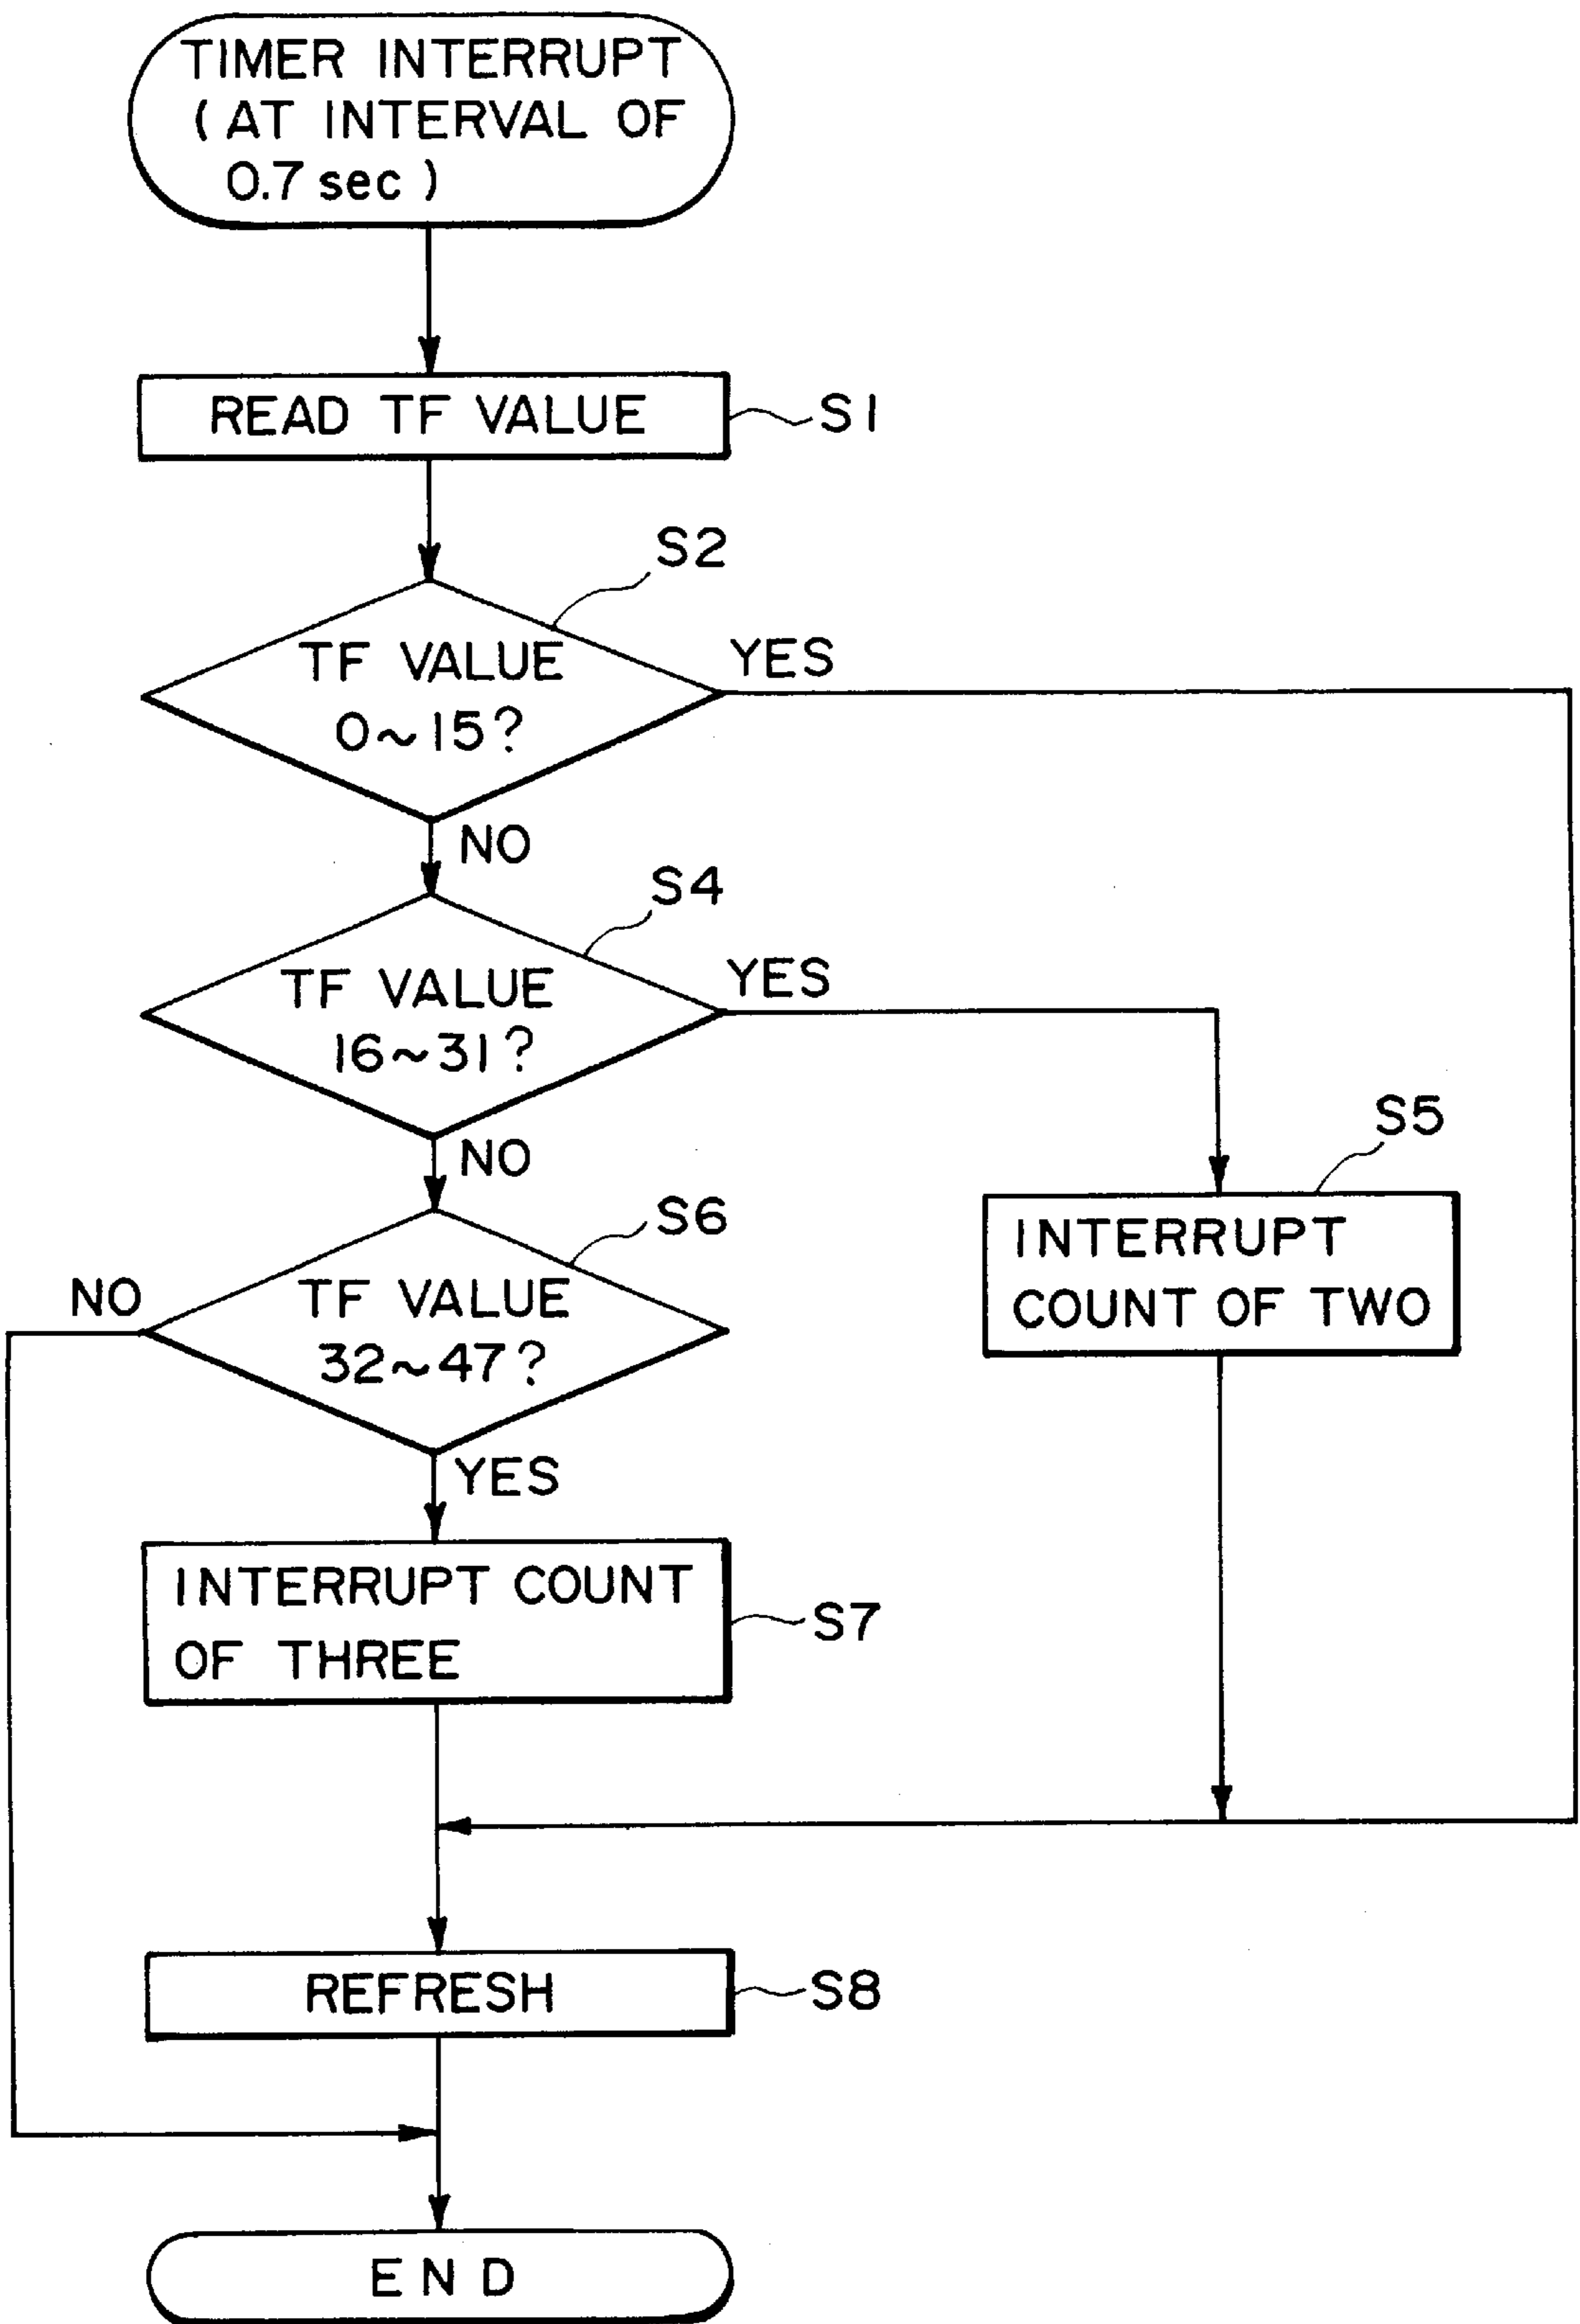 TIMER INTERRUPT
(AT INTERVAL OF
0.7 sec)
READ TF VALUE
S1
S2
TF VALUE
0~15?
YES
NO
S4
TF VALUE
16~31?
YES
NO
S5
INTERRUPT
COUNT OF TWO
S6
TF VALUE
32~47?
NO
YES
INTERRUPT COUNT
OF THREE
S7
REFRESH
S8
END